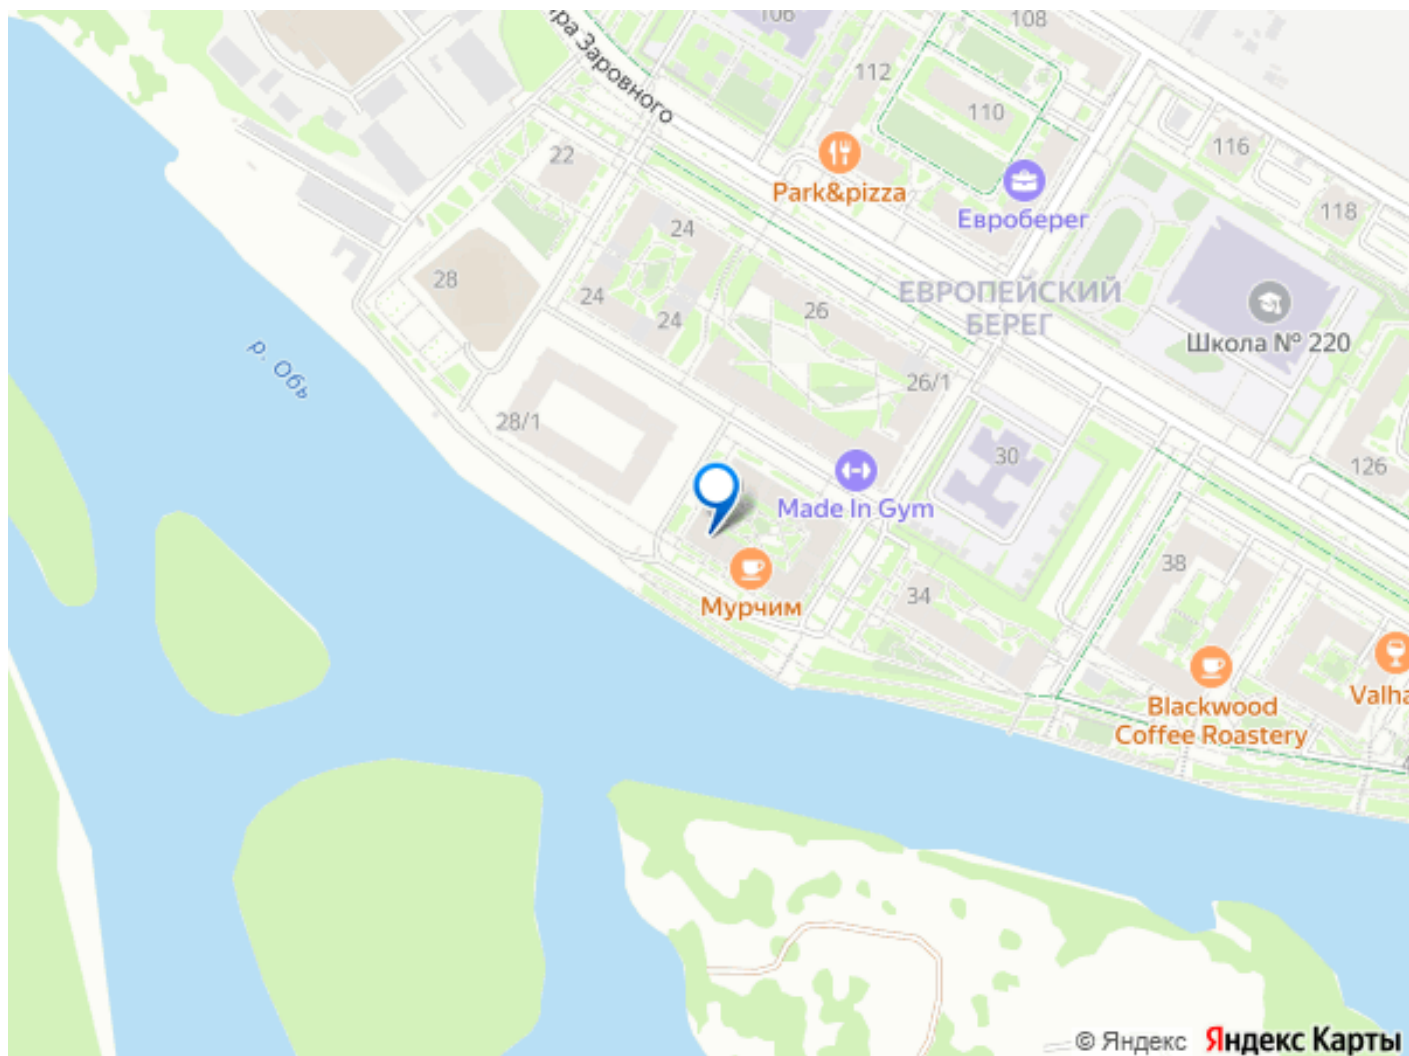 106
108
ра Заровного
112
110
22
116
Park&pizza
Евроберег
118
24
28
24
26
24
ЕВРОПЕЙСКИЙ
БЕРЕГ
Школа № 220
р. Обь
26/1
28/1
30
126
Made In Gym
38
34
Мурчим
Blackwood
Coffee Roastery
Valha
© Яндекс
Яндекс Карты